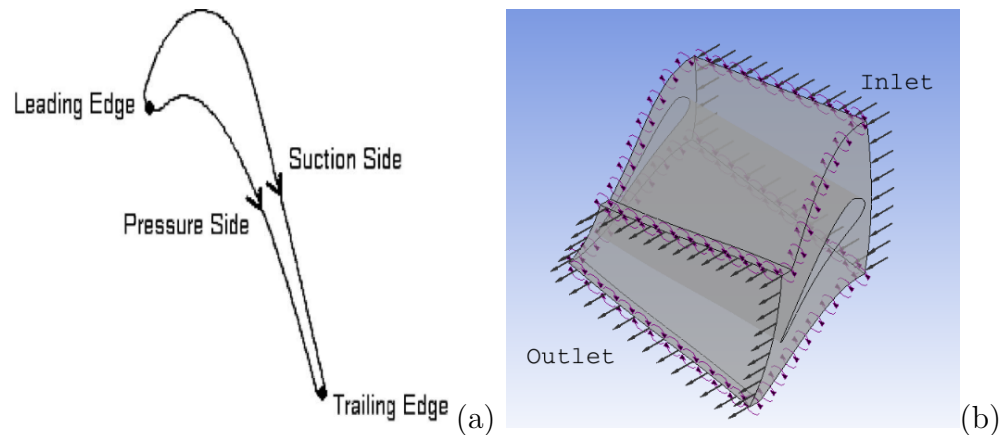 Leading Edge
Suction Side
Pressure Side
Trailing Edge
(a)
Inlet
Outlet
(b)